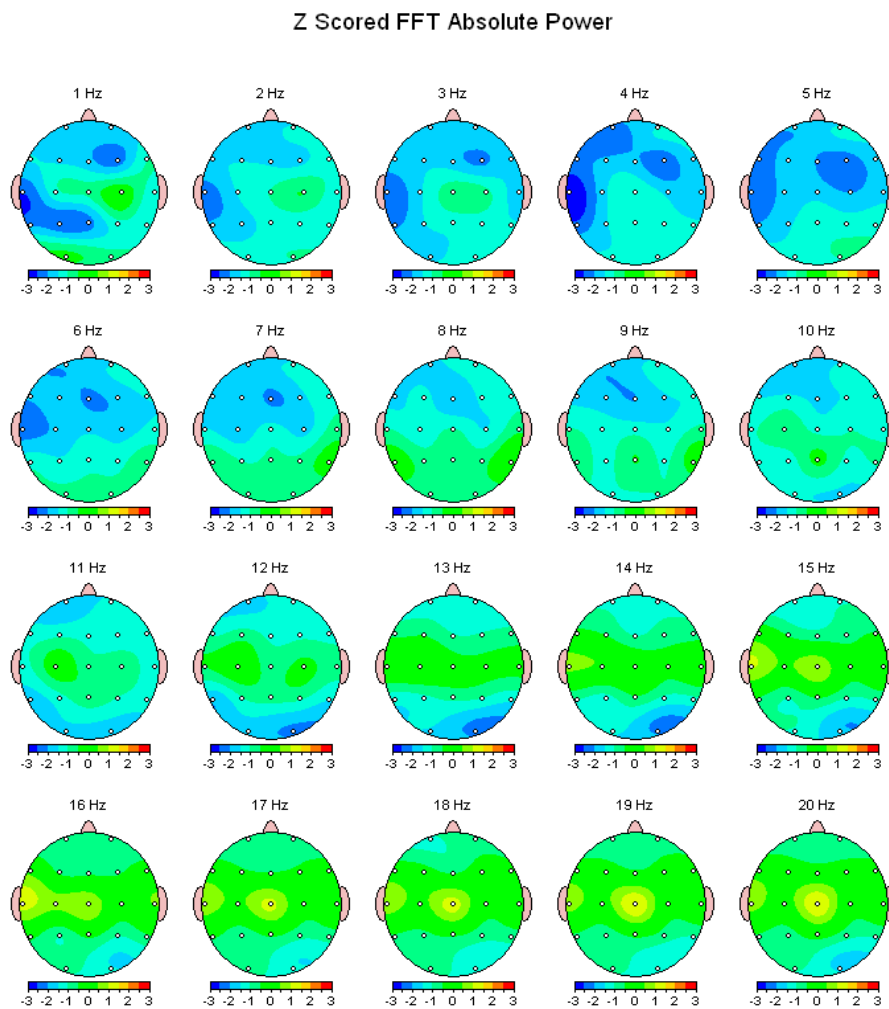 Z Scored FFT Absolute Power
1 Hz 2 Hz 3 Hz 4 Hz 5 Hz
-3 -2 -1 0 1 2 3 -3 -2 -1 0 1 2 3 -3 -2 -1 0 1 2 3 -3 -2 -1 0 1 2 3 -3 -2 -1 0 1 2 3
6 Hz 7 Hz 8 Hz 9 Hz 10 Hz
-3 -2 -1 0 1 2 3 -3 -2 -1 0 1 2 3 -3 -2 -1 0 1 2 3 -3 -2 -1 0 1 2 3 -3 -2 -1 0 1 2 3
11 Hz 12 Hz 13 Hz 14 Hz 15 Hz
-3 -2 -1 0 1 2 3 -3 -2 -1 0 1 2 3 -3 -2 -1 0 1 2 3 -3 -2 -1 0 1 2 3 -3 -2 -1 0 1 2 3
16 Hz 17 Hz 18 Hz 19 Hz 20 Hz
-3 -2 -1 0 1 2 3 -3 -2 -1 0 1 2 3 -3 -2 -1 0 1 2 3 -3 -2 -1 0 1 2 3 -3 -2 -1 0 1 2 3